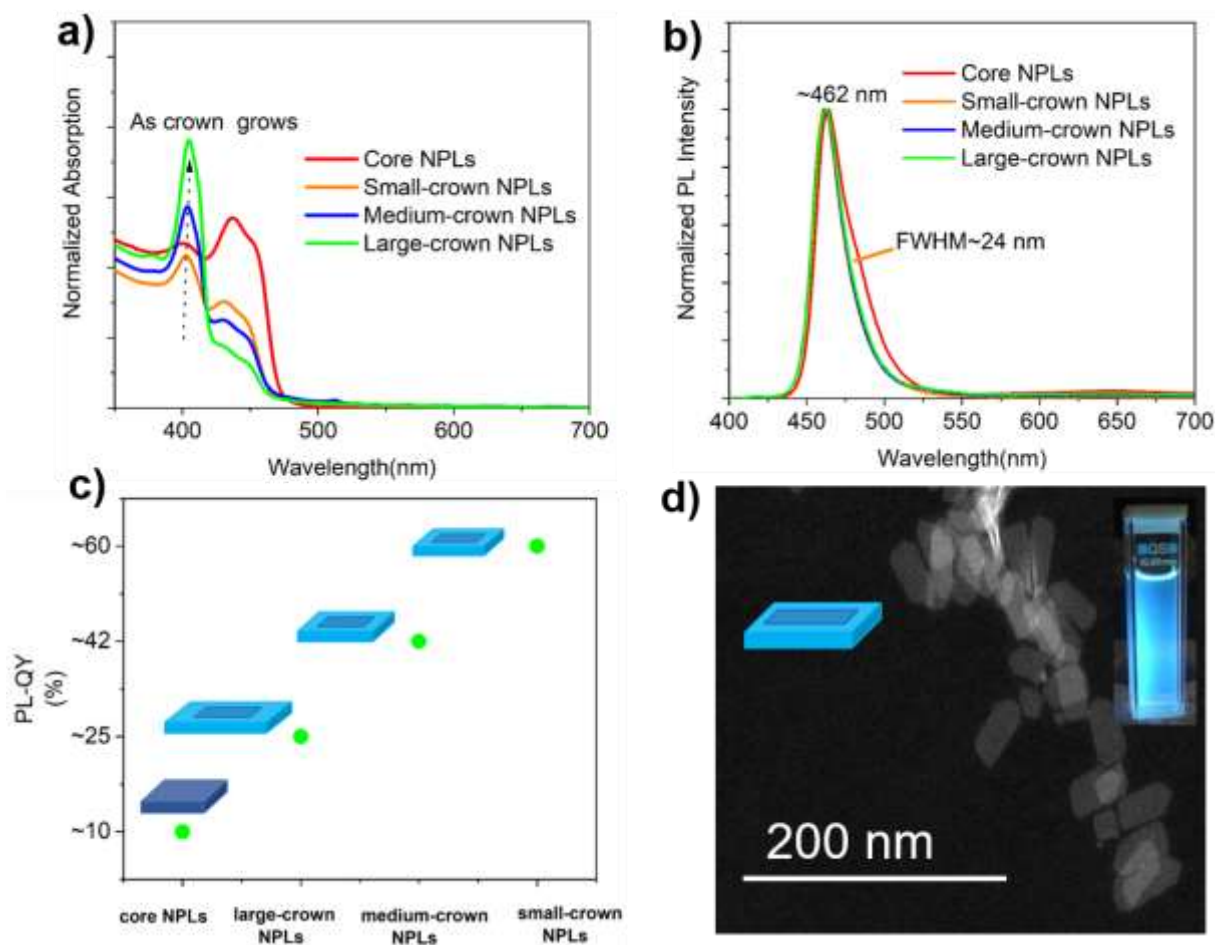 a)
As crown grows
Core NPLs
Small-crown NPLs
Medium-crown NPLs
Large-crown NPLs
Normalized Absorption
400
500
600
700
Wavelength(nm)
b)
~462 nm
Core NPLs
Small-crown NPLs
Medium-crown NPLs
Large-crown NPLs
FWHM~24 nm
Normalized PL Intensity
400
450
500
550
600
650
700
Wavelength(nm)
c)
PL-QY
(%)
~60
~42
~25
~10
core NPLs
large-crown
NPLs
medium-crown
NPLs
small-crown
NPLs
d)
200 nm